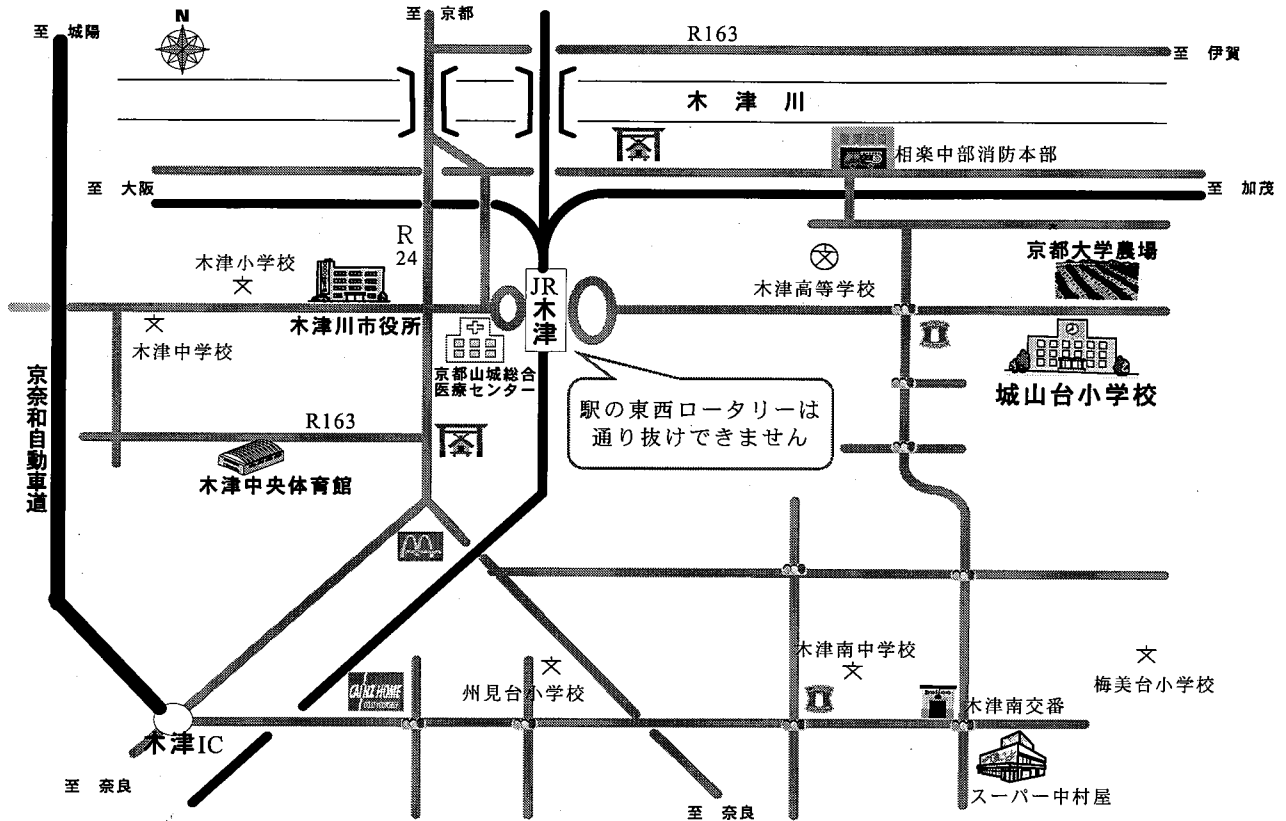 至 京都
N
至 城陽
R163
至 伊賀
木津川
相楽中部消防本部
至 大阪
至 加茂
R
24
木津小学校
京都大学農場
JR
木津
木津高等学校
木津川市役所
木津中学校
京都山城総合
医療センター
城山台小学校
京奈和自動車道
駅の東西ロータリーは
通り抜けできません
R163
木津中央体育館
木津南中学校
州見台小学校
梅美台小学校
木津南交番
木津IC
至 奈良
至 奈良
スーパー中村屋